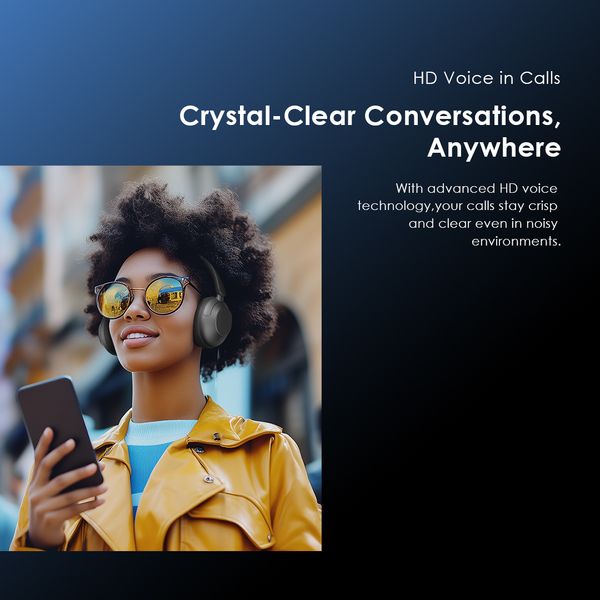 HD Voice in Calls
Crystal-Clear Conversations,
Anywhere
With advanced HD voice
technology,your calls stay crisp
and clear even in noisy
environments.